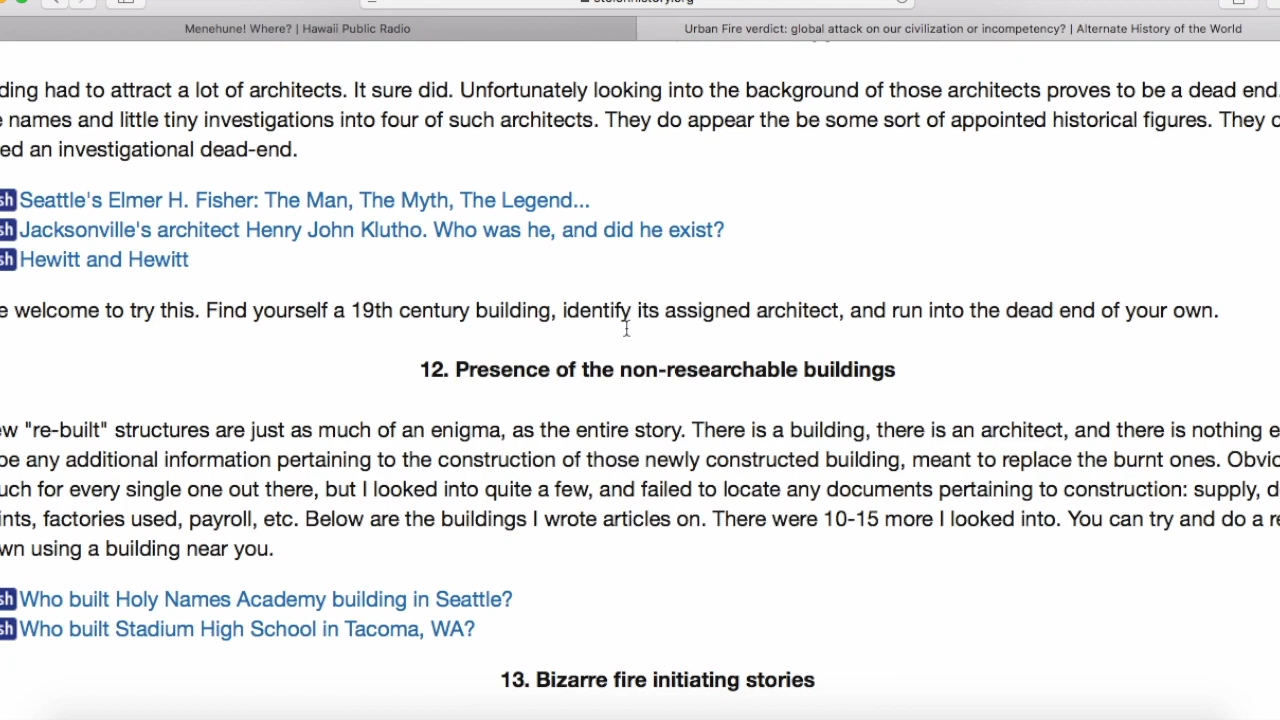 Menehune! Where? | Hawaii Public Radio
Urban Fire verdict: global attack on our civilization or incompetency? | Alternate History of the World
ding had to attract a lot of architects. It sure did. Unfortunately looking into the background of those architects proves to be a dead end.
e names and little tiny investigations into four of such architects. They do appear the be some sort of appointed historical figures. They c
ed an investigational dead-end.
sh Seattle's Elmer H. Fisher: The Man, The Myth, The Legend...
sh Jacksonville's architect Henry John Klutho. Who was he, and did he exist?
sh Hewitt and Hewitt
e welcome to try this. Find yourself a 19th century building, identify its assigned architect, and run into the dead end of your own.
12. Presence of the non-researchable buildings
ew "re-built" structures are just as much of an enigma, as the entire story. There is a building, there is an architect, and there is nothing e
be any additional information pertaining to the construction of those newly constructed building, meant to replace the burnt ones. Obvio
uch for every single one out there, but I looked into quite a few, and failed to locate any documents pertaining to construction: supply, d
ints, factories used, payroll, etc. Below are the buildings I wrote articles on. There were 10-15 more I looked into. You can try and do a re
wn using a building near you.
sh Who built Holy Names Academy building in Seattle?
sh Who built Stadium High School in Tacoma, WA?
13. Bizarre fire initiating stories